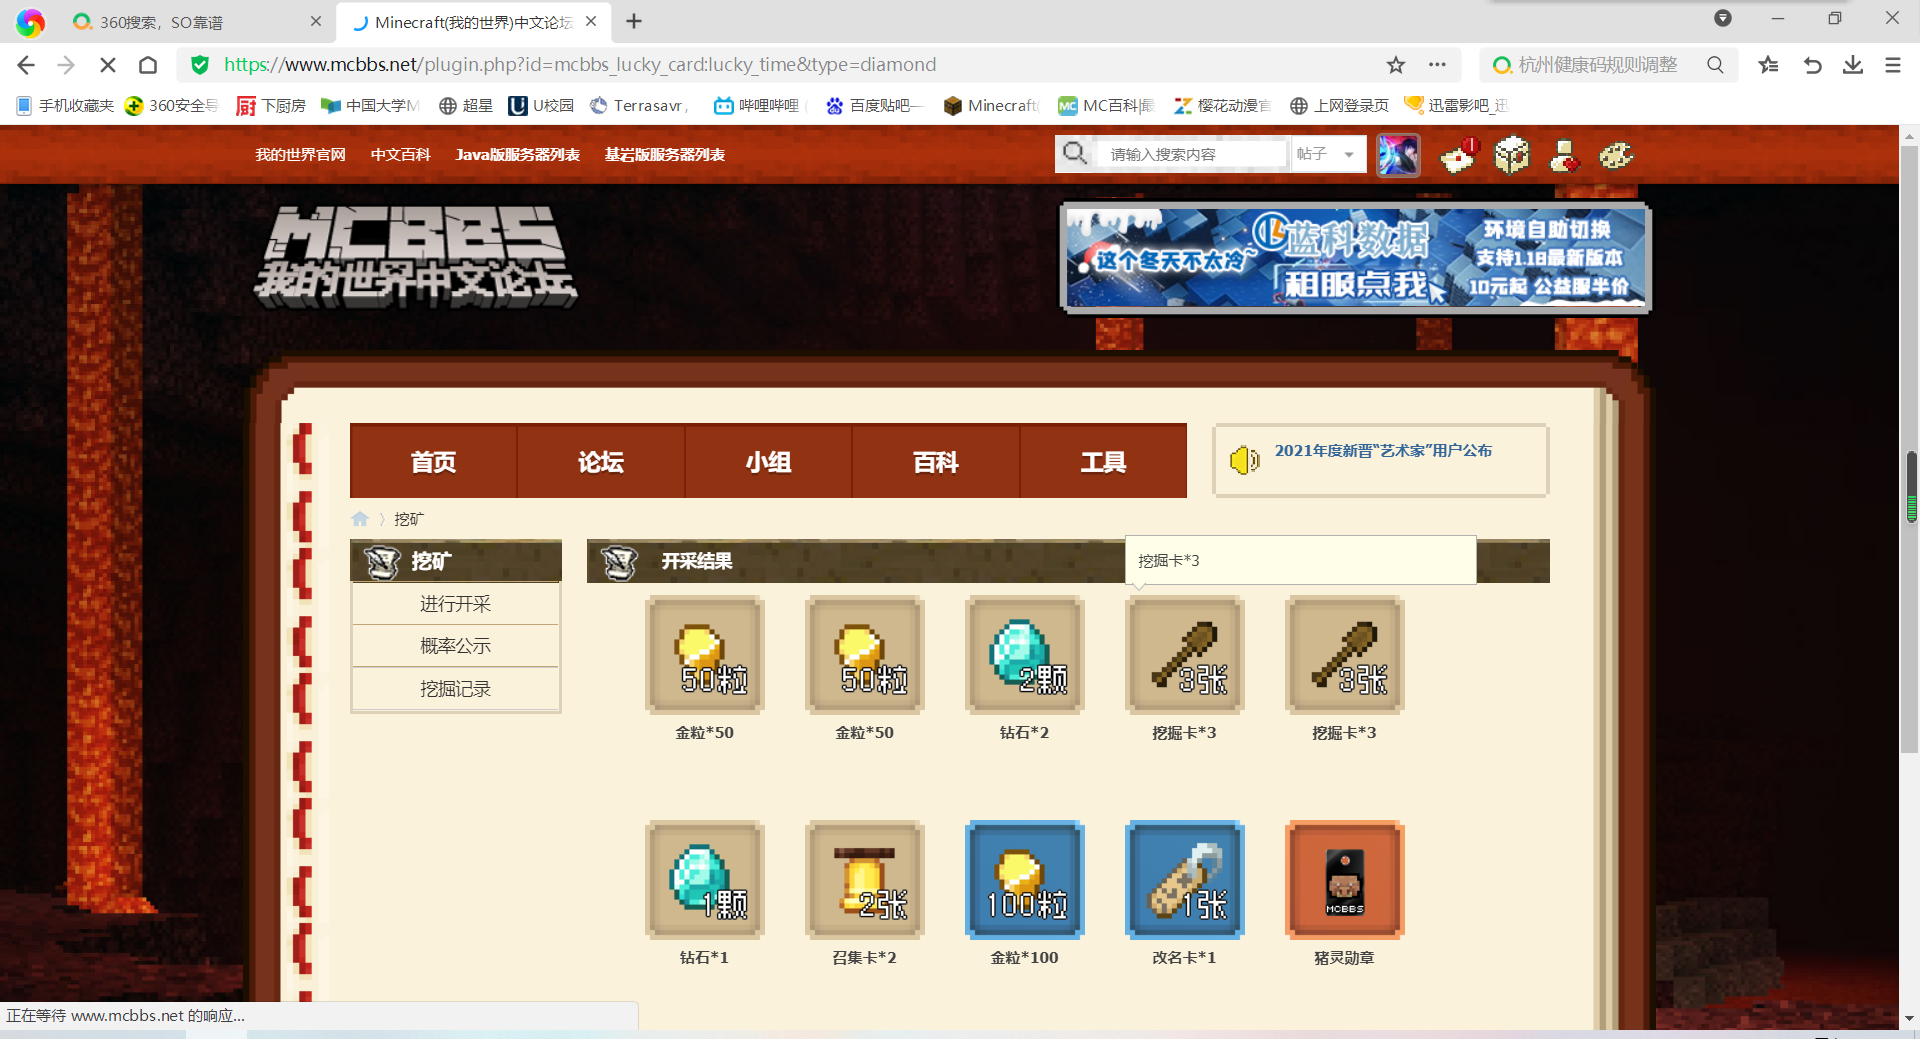 360搜索，SO靠谱
Minecraft(我的世界)中文论坛
https://www.mcbbs.net/plugin.php?id=mcbbs_lucky_card:lucky_time&type=diamond
杭州健康码规则调整
手机收藏夹 360安全导 下厨房 中国大学M 超星 U校园 Terrasavr, 哔哩哔哩 ( 百度贴吧— Minecraft( MC百科|最 樱花动漫官 上网登录页 迅雷影吧_迅
我的世界官网 中文百科 Java版服务器列表 基岩版服务器列表
请输入搜索内容 帖子
MCBBS
我的世界中文论坛
这个冬天不太冷~
蓝科数据
租服点我
环境自助切换
支持1.18最新版本
10元起 公益服半价
首页 论坛 小组 百科 工具
2021年度新晋“艺术家”用户公布
挖矿
挖矿
进行开采
概率公示
挖掘记录
开采结果
挖掘卡*3
50粒 50粒 2颗 3张 3张
金粒*50 金粒*50 钻石*2 挖掘卡*3 挖掘卡*3
1颗 2张 100粒 1张 MCBBS
钻石*1 召集卡*2 金粒*100 改名卡*1 猪灵勋章
正在等待 www.mcbbs.net 的响应...